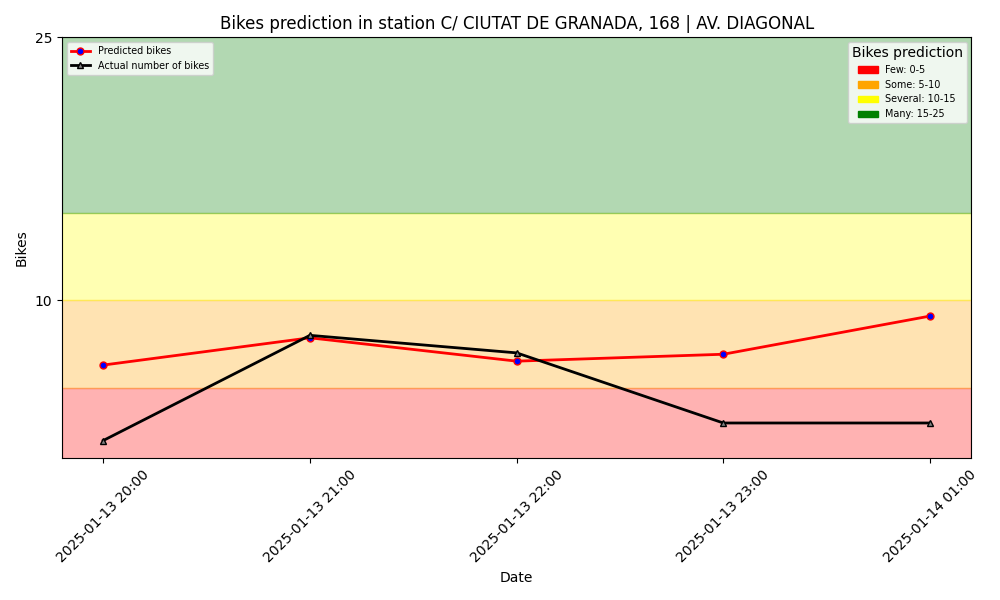 Bikes prediction in station C/ CIUTAT DE GRANADA, 168 | AV. DIAGONAL
25
Predicted bikes
Actual number of bikes
Bikes prediction
Few: 0-5
Some: 5-10
Several: 10-15
Many: 15-25
Bikes
10
2025-01-13 20:00
2025-01-13 21:00
2025-01-13 22:00
2025-01-13 23:00
2025-01-14 01:00
Date